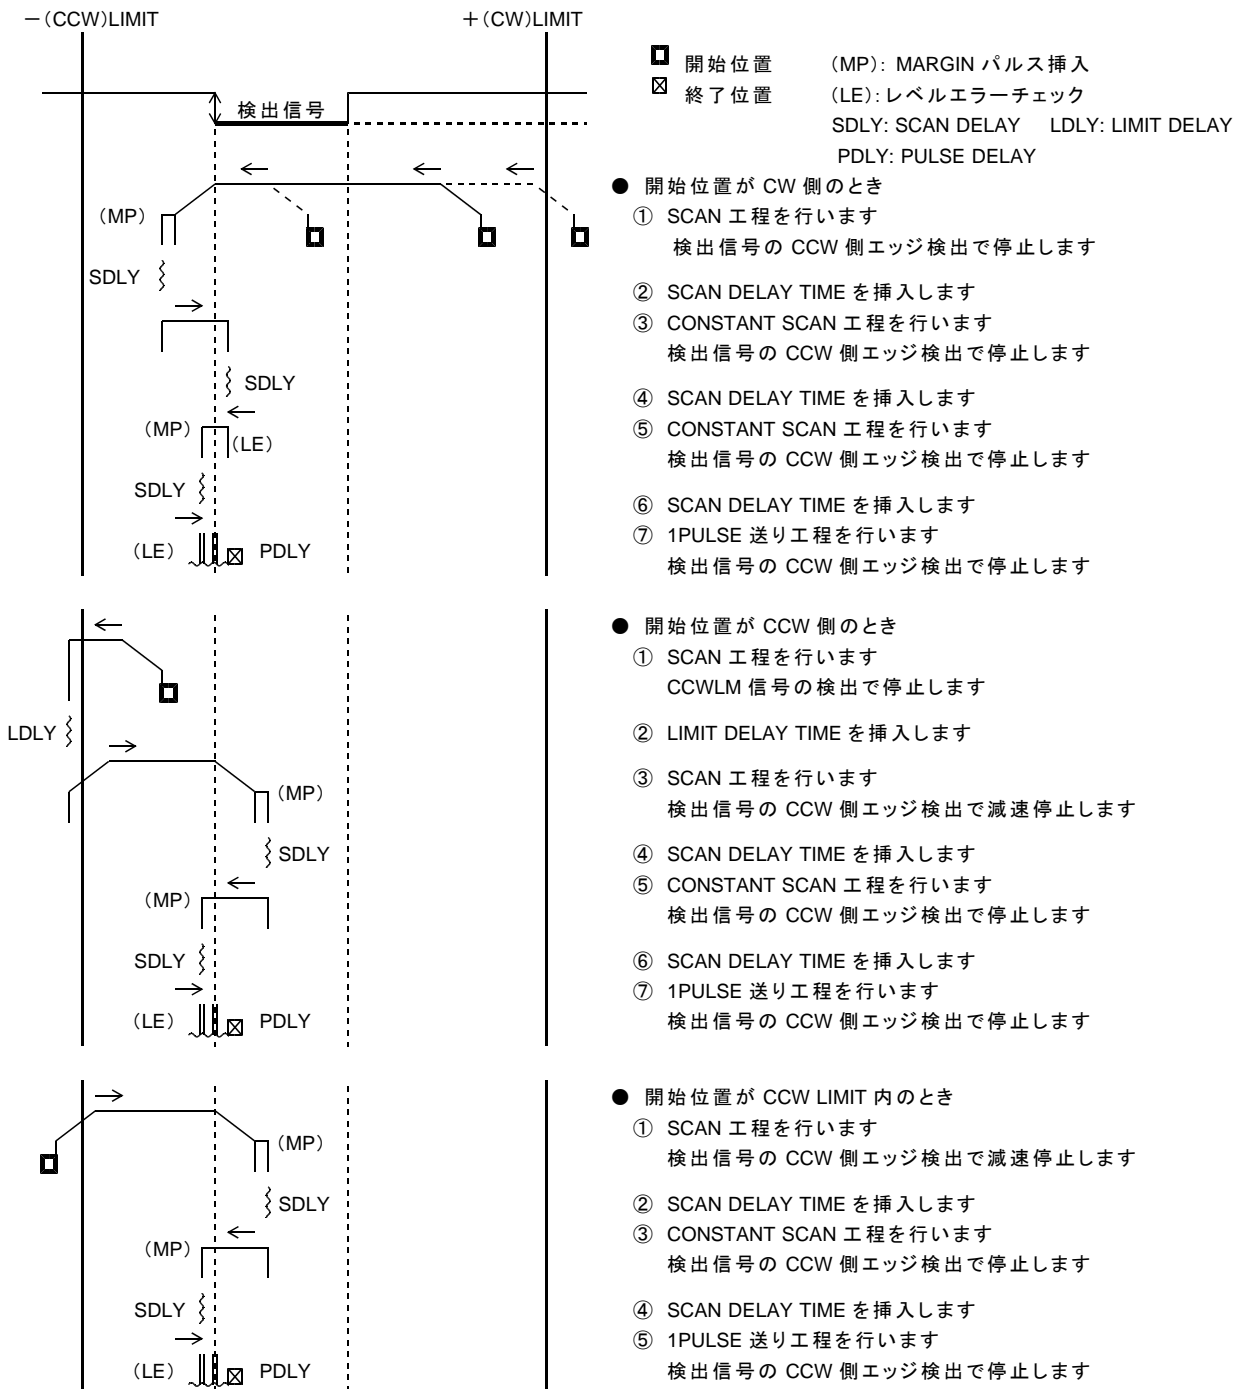 －(CCW)LIMIT
＋(CW)LIMIT
検出信号
開始位置　(MP): MARGIN パルス挿入
終了位置　(LE):レベルエラーチェック
SDLY: SCAN DELAY　LDLY: LIMIT DELAY
PDLY: PULSE DELAY
(MP)
SDLY
SDLY
(MP)
(LE)
SDLY
(LE)
PDLY
● 開始位置が CW 側のとき
① SCAN 工程を行います
検出信号の CCW 側エッジ検出で停止します
② SCAN DELAY TIME を挿入します
③ CONSTANT SCAN 工程を行います
検出信号の CCW 側エッジ検出で停止します
④ SCAN DELAY TIME を挿入します
⑤ CONSTANT SCAN 工程を行います
検出信号の CCW 側エッジ検出で停止します
⑥ SCAN DELAY TIME を挿入します
⑦ 1PULSE 送り工程を行います
検出信号の CCW 側エッジ検出で停止します
LDLY
(MP)
SDLY
(MP)
SDLY
(LE)
PDLY
● 開始位置が CCW 側のとき
① SCAN 工程を行います
CCWLM 信号の検出で停止します
② LIMIT DELAY TIME を挿入します
③ SCAN 工程を行います
検出信号の CCW 側エッジ検出で減速停止します
④ SCAN DELAY TIME を挿入します
⑤ CONSTANT SCAN 工程を行います
検出信号の CCW 側エッジ検出で停止します
⑥ SCAN DELAY TIME を挿入します
⑦ 1PULSE 送り工程を行います
検出信号の CCW 側エッジ検出で停止します
(MP)
SDLY
(MP)
SDLY
(LE)
PDLY
● 開始位置が CCW LIMIT 内のとき
① SCAN 工程を行います
検出信号の CCW 側エッジ検出で減速停止します
② SCAN DELAY TIME を挿入します
③ CONSTANT SCAN 工程を行います
検出信号の CCW 側エッジ検出で停止します
④ SCAN DELAY TIME を挿入します
⑤ 1PULSE 送り工程を行います
検出信号の CCW 側エッジ検出で停止します